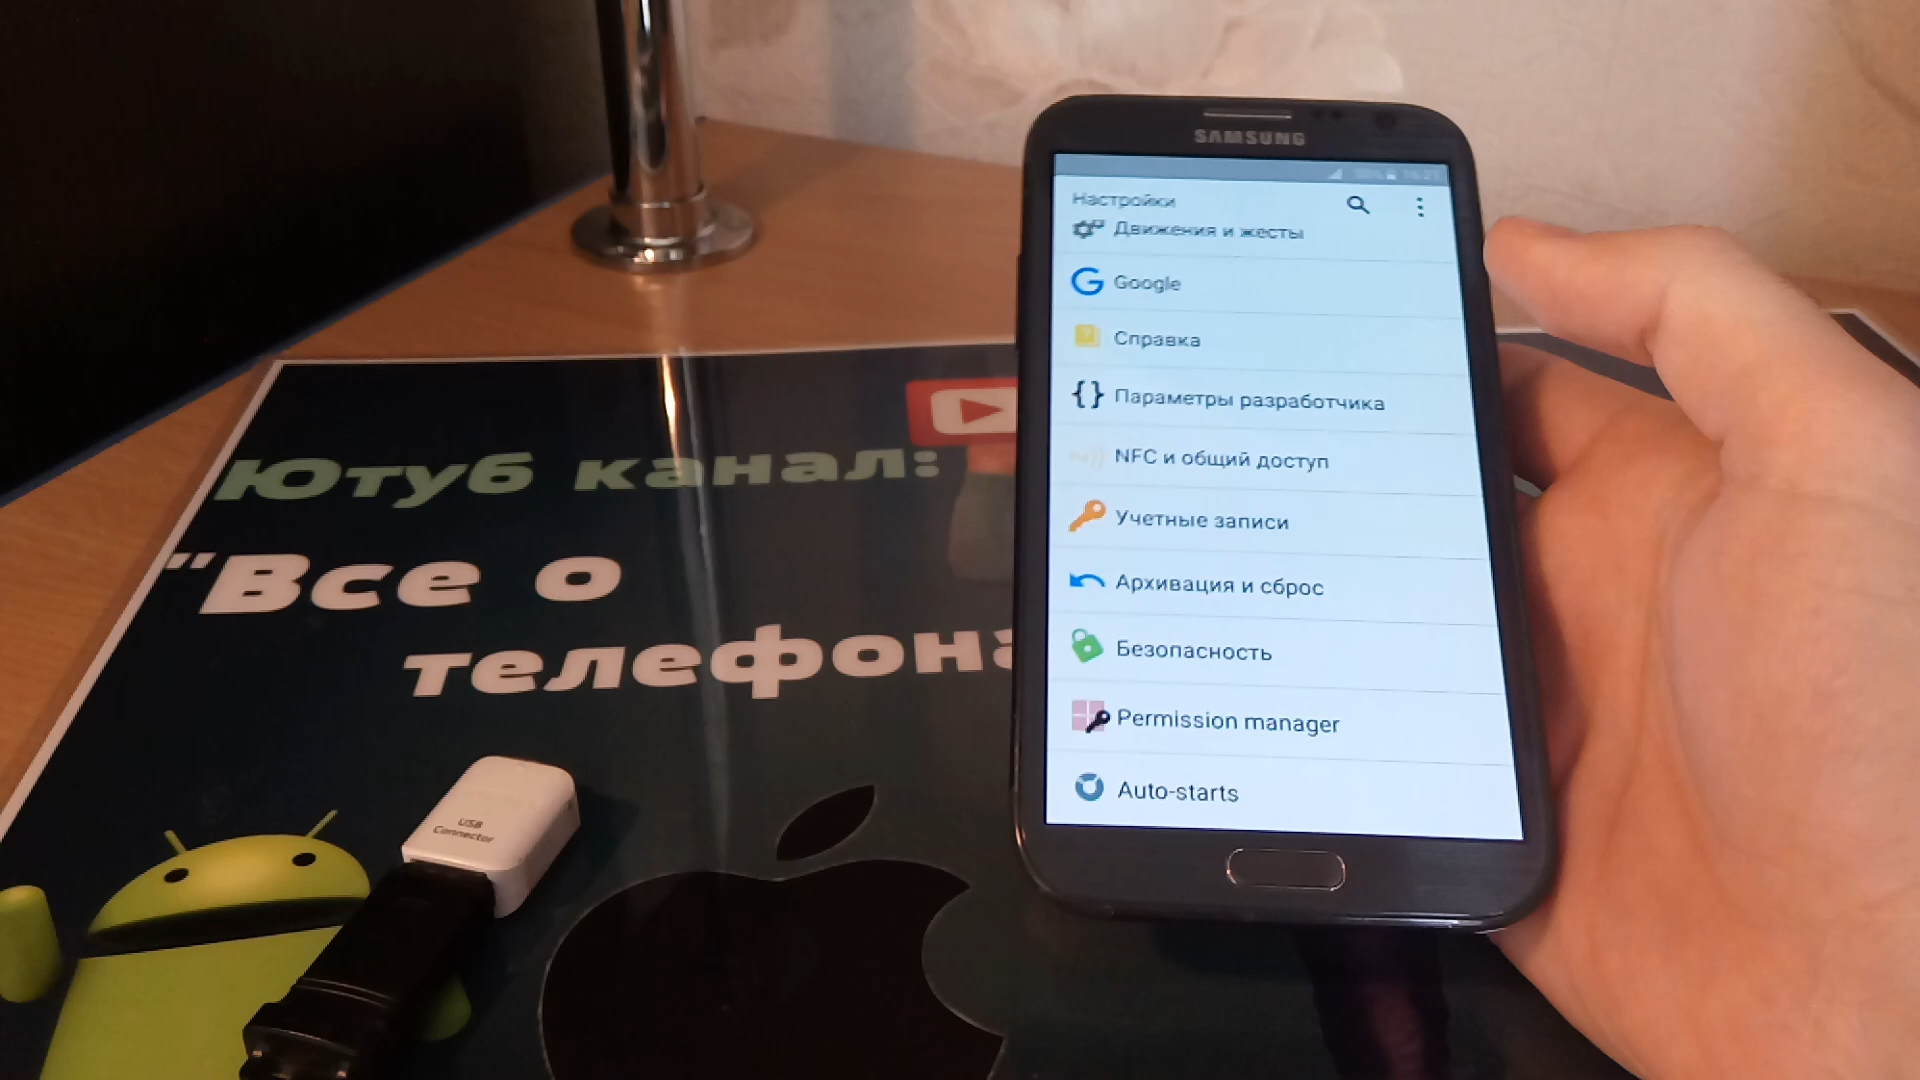 SAMSUNG
Настройки
Движения и жесты
Google
Справка
Параметры разработчика
NFC и общий доступ
Учетные записи
Архивация и сброс
Безопасность
Permission manager
Auto-starts
Ютуб канал:
"Все о
телефона
USB
Connector